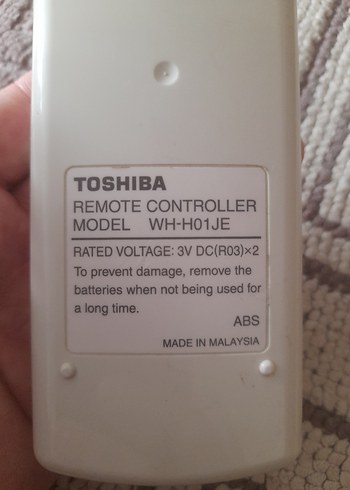 TOSHIBA
REMOTE CONTROLLER
MODEL WH-H01JE
RATED VOLTAGE: 3V DC(R03)×2
To prevent damage, remove the
batteries when not being used for
a long time.
ABS
MADE IN MALAYSIA